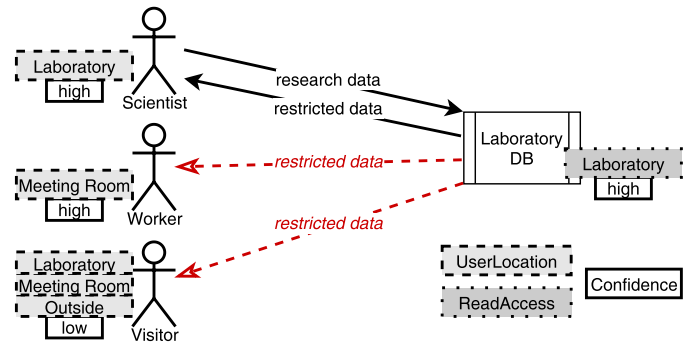 Laboratory
high
Scientist
research data
restricted data
Laboratory
DB
Laboratory
high
Meeting Room
high
Worker
restricted data
restricted data
Laboratory
Meeting Room
Outside
low
Visitor
UserLocation
ReadAccess
Confidence